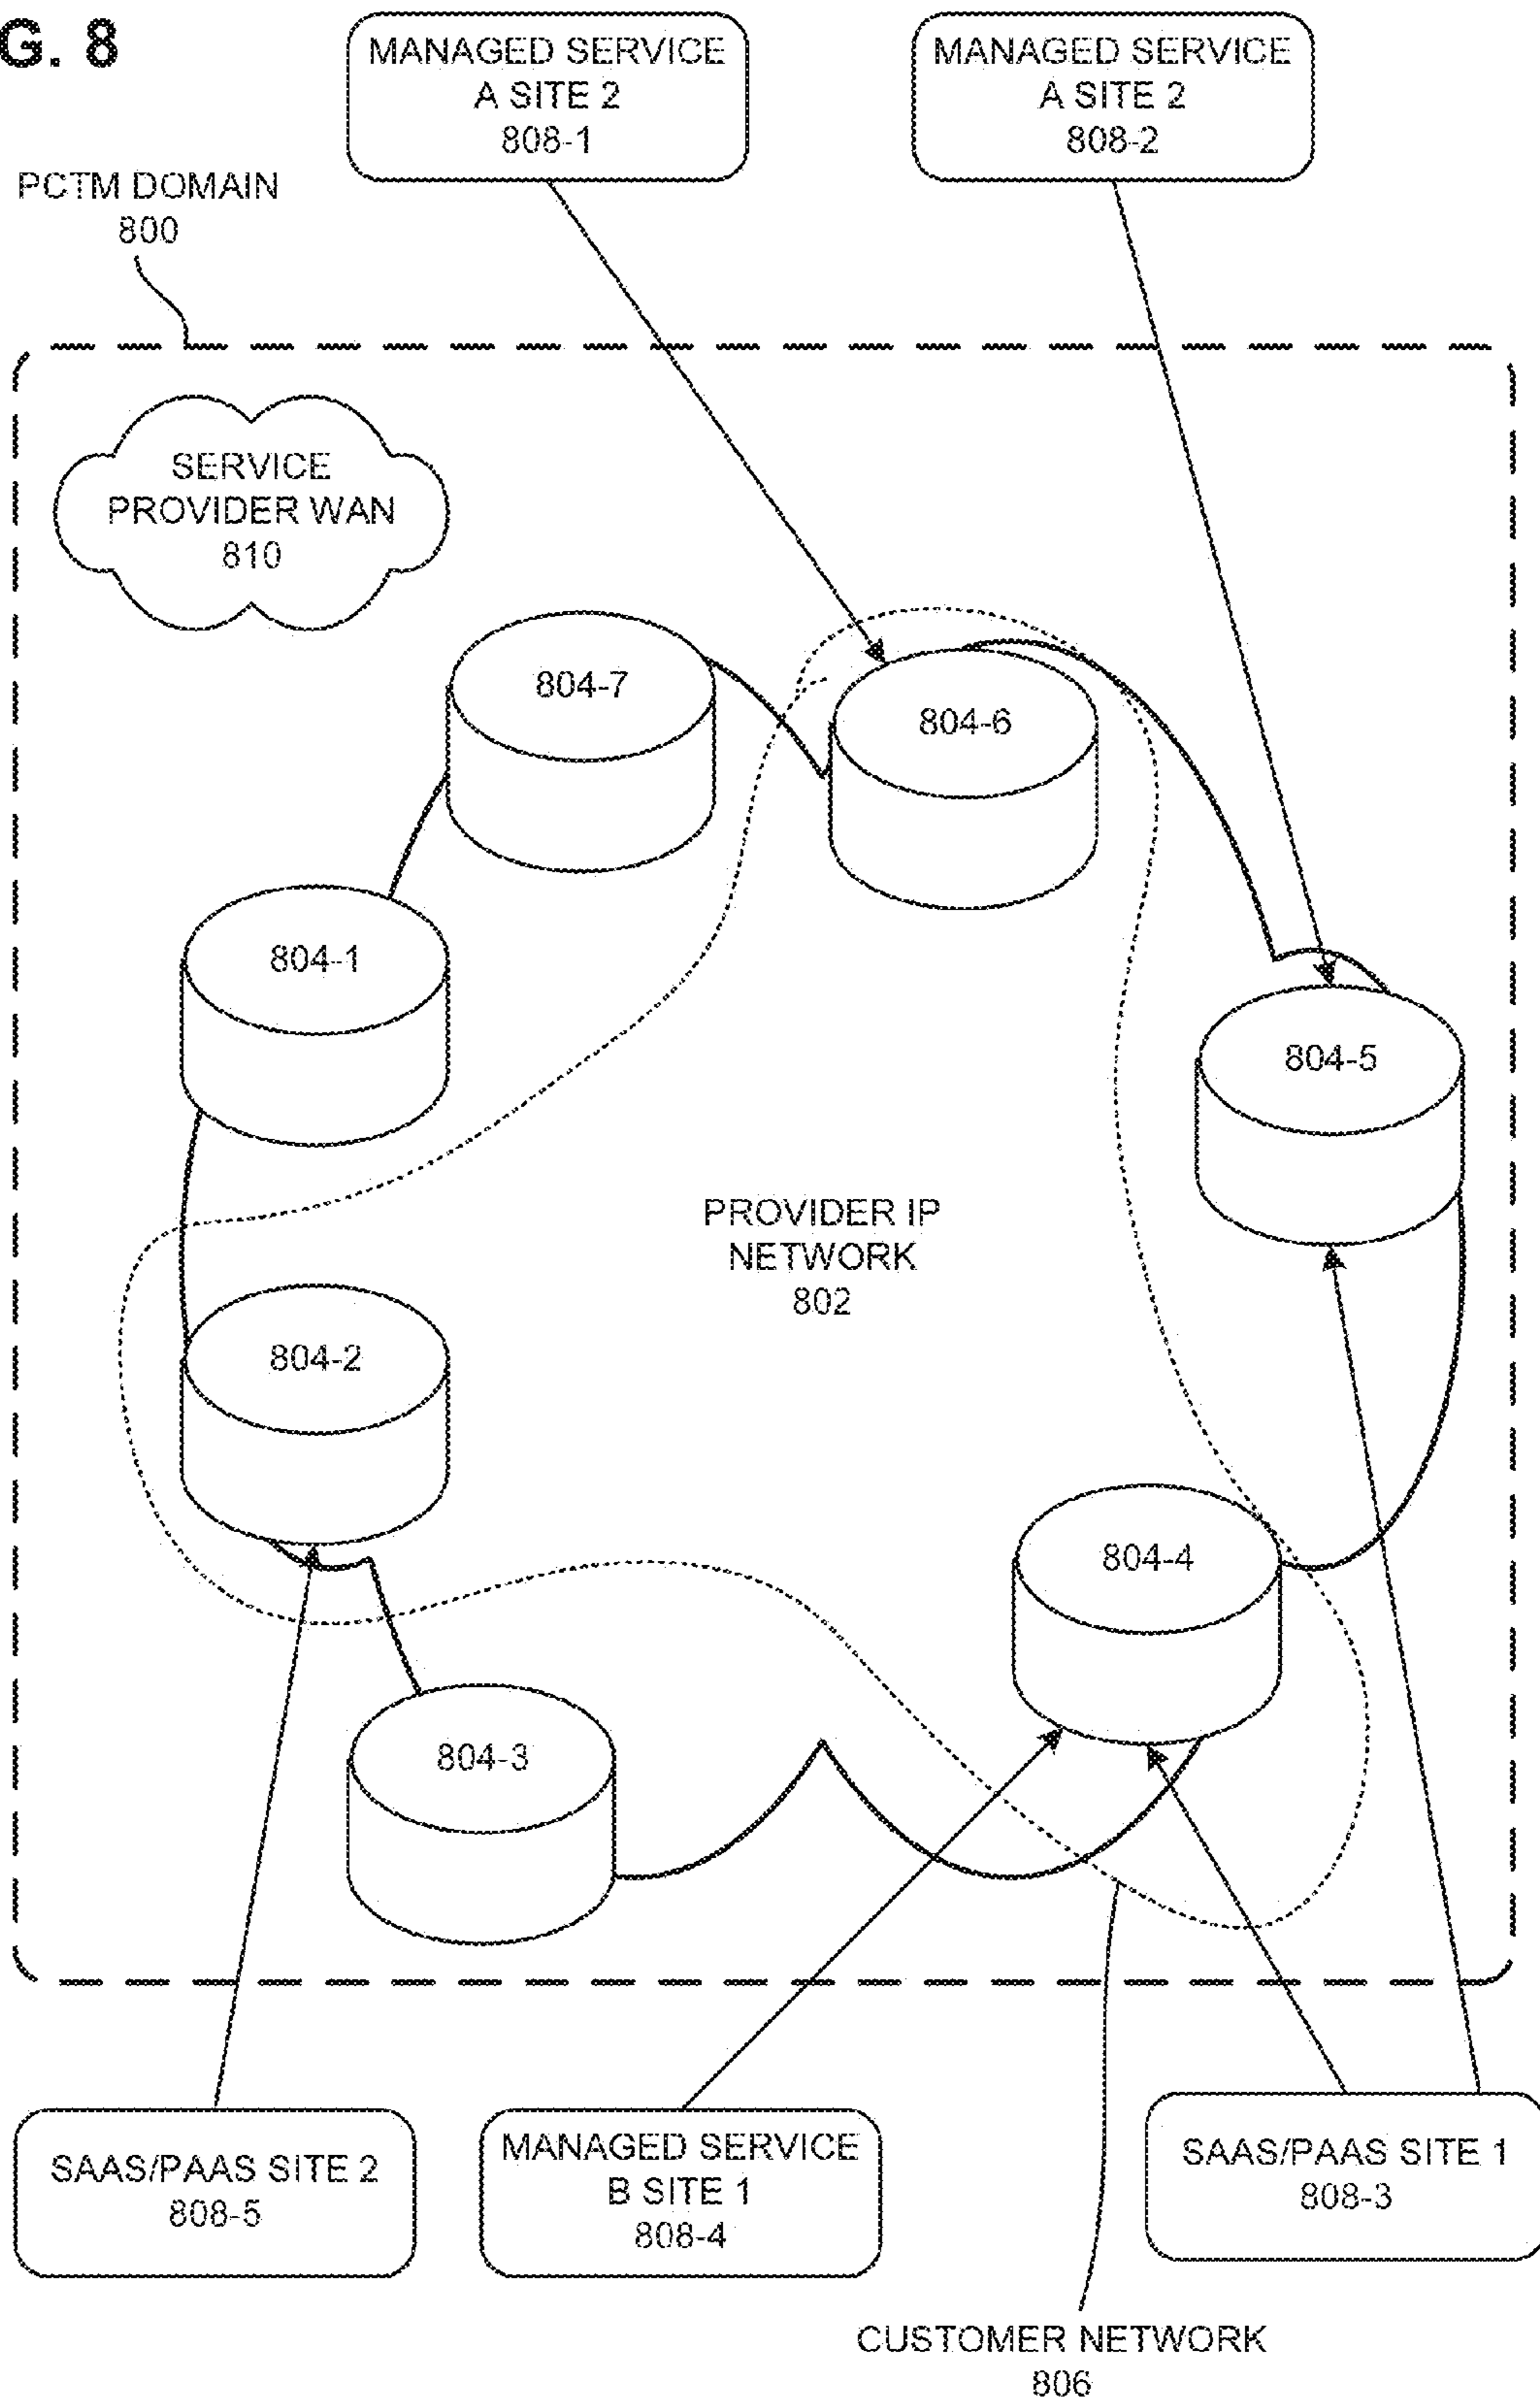 G. 8
MANAGED SERVICE
A SITE 2
808-1
MANAGED SERVICE
A SITE 2
808-2
PCTM DOMAIN
800
SERVICE
PROVIDER WAN
810
804-7
804-6
804-1
804-5
PROVIDER IP
NETWORK
802
804-2
804-4
804-3
SAAS/PAAS SITE 2
808-5
MANAGED SERVICE
B SITE 1
808-4
SAAS/PAAS SITE 1
808-3
CUSTOMER NETWORK
806